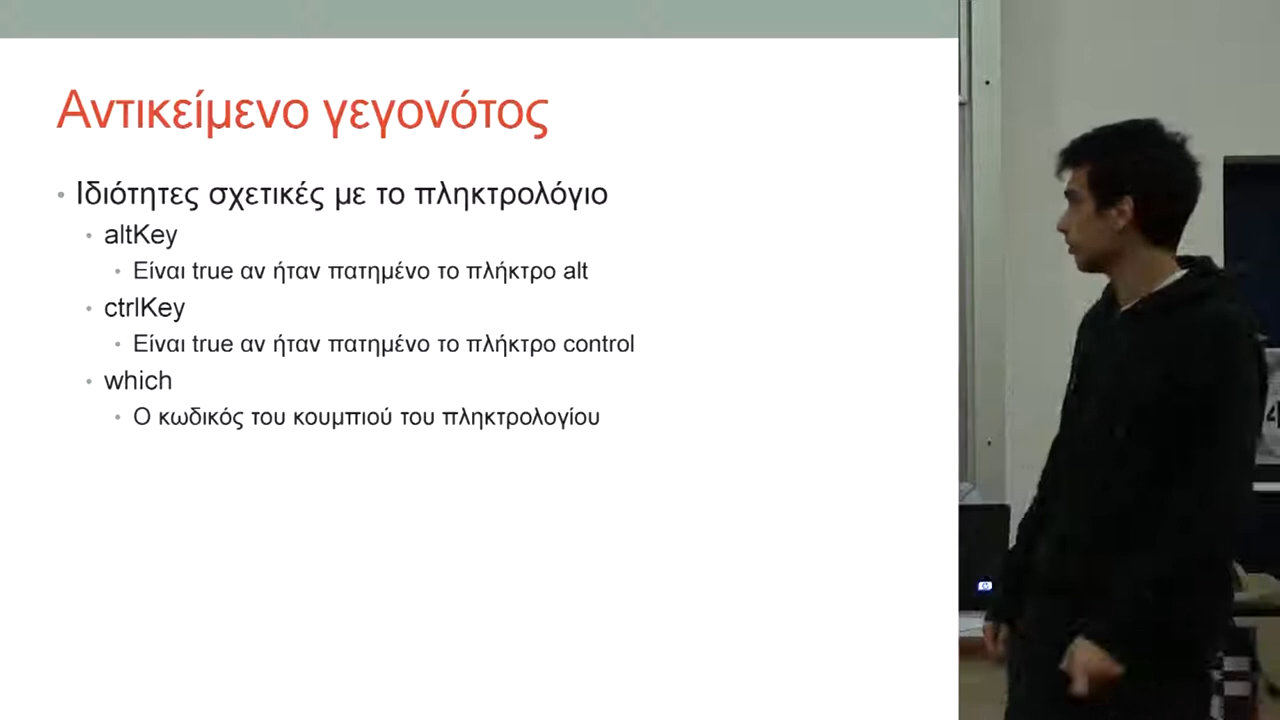 Αντικείμενο γεγονότος
Ιδιότητες σχετικές με το πληκτρολόγιο
altKey
Είναι true αν ήταν πατημένο το πλήκτρο alt
ctrlKey
Είναι true αν ήταν πατημένο το πλήκτρο control
which
Ο κωδικός του κουμπιού του πληκτρολογίου